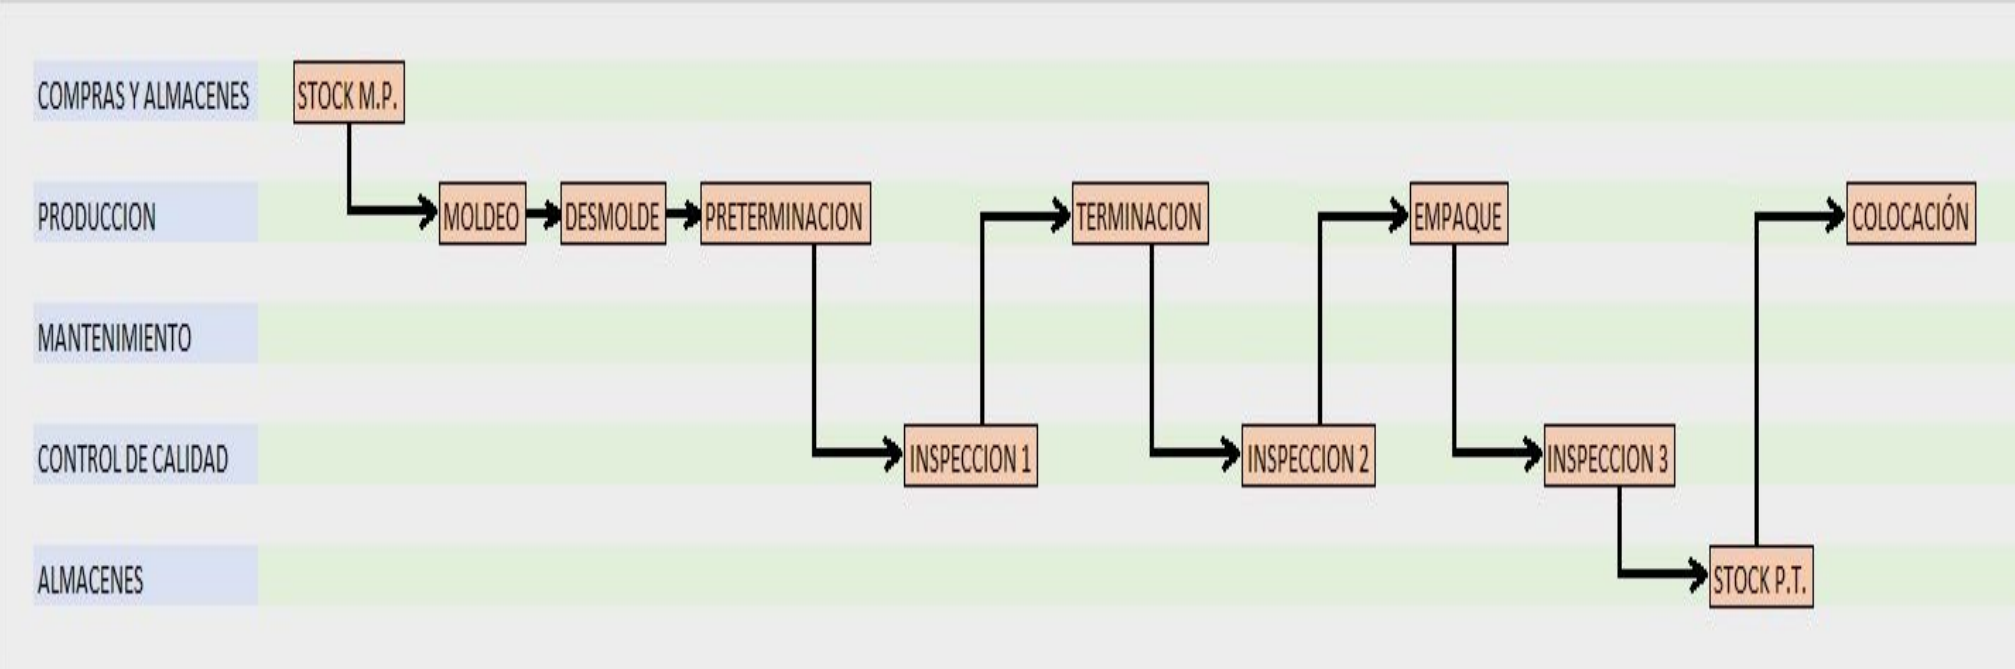 COMPRAS Y ALMACENES
STOCK M.P.
PRODUCCION
MOLDEO
DESMOLDE
PRETERMINACION
TERMINACION
EMPAQUE
COLOCACIÓN
MANTENIMIENTO
CONTROL DE CALIDAD
INSPECCION 1
INSPECCION 2
INSPECCION 3
ALMACENES
STOCK P.T.